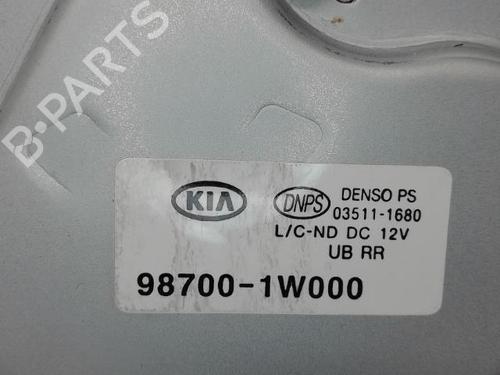 B-PARTS
KIA
DNPS
DENSO PS
03511-1680
L/C-ND DC 12V
UB RR
98700-1W000